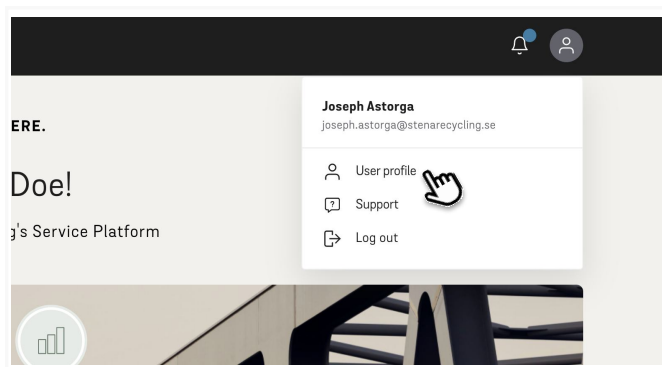 Joseph Astorga
joseph.astorga@stenarecycling.se
ERE.
User profile
Doe!
? Support
g's Service Platform
Log out